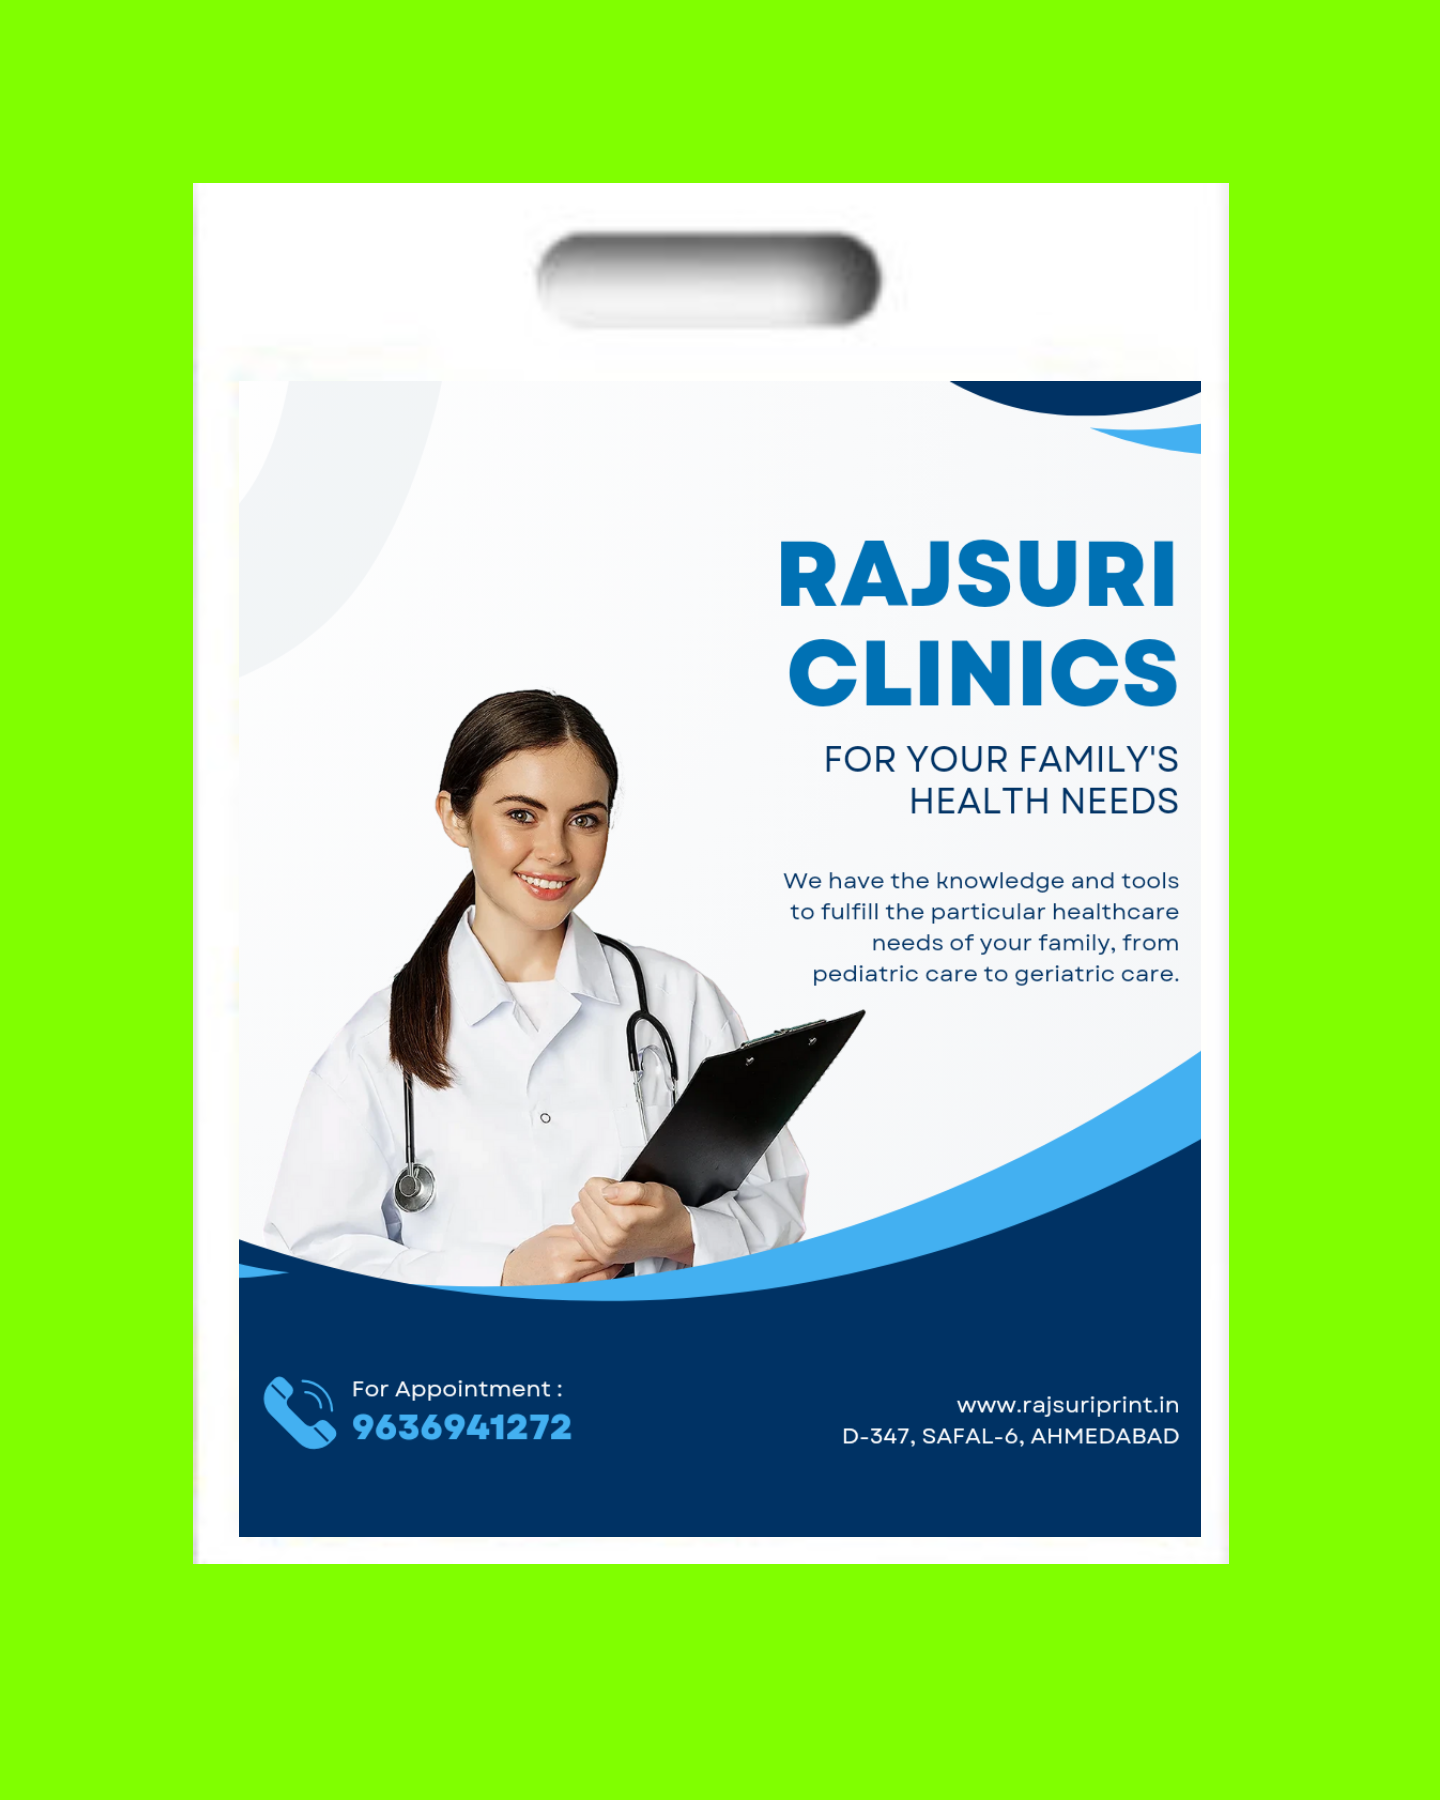 RAJSURI
CLINICS
FOR YOUR FAMILY'S
HEALTH NEEDS
We have the knowledge and tools
to fulfill the particular healthcare
needs of your family, from
pediatric care to geriatric care.
For Appointment :
9636941272
www.rajsuriprint.in
D-347, SAFAL-6, AHMEDABAD